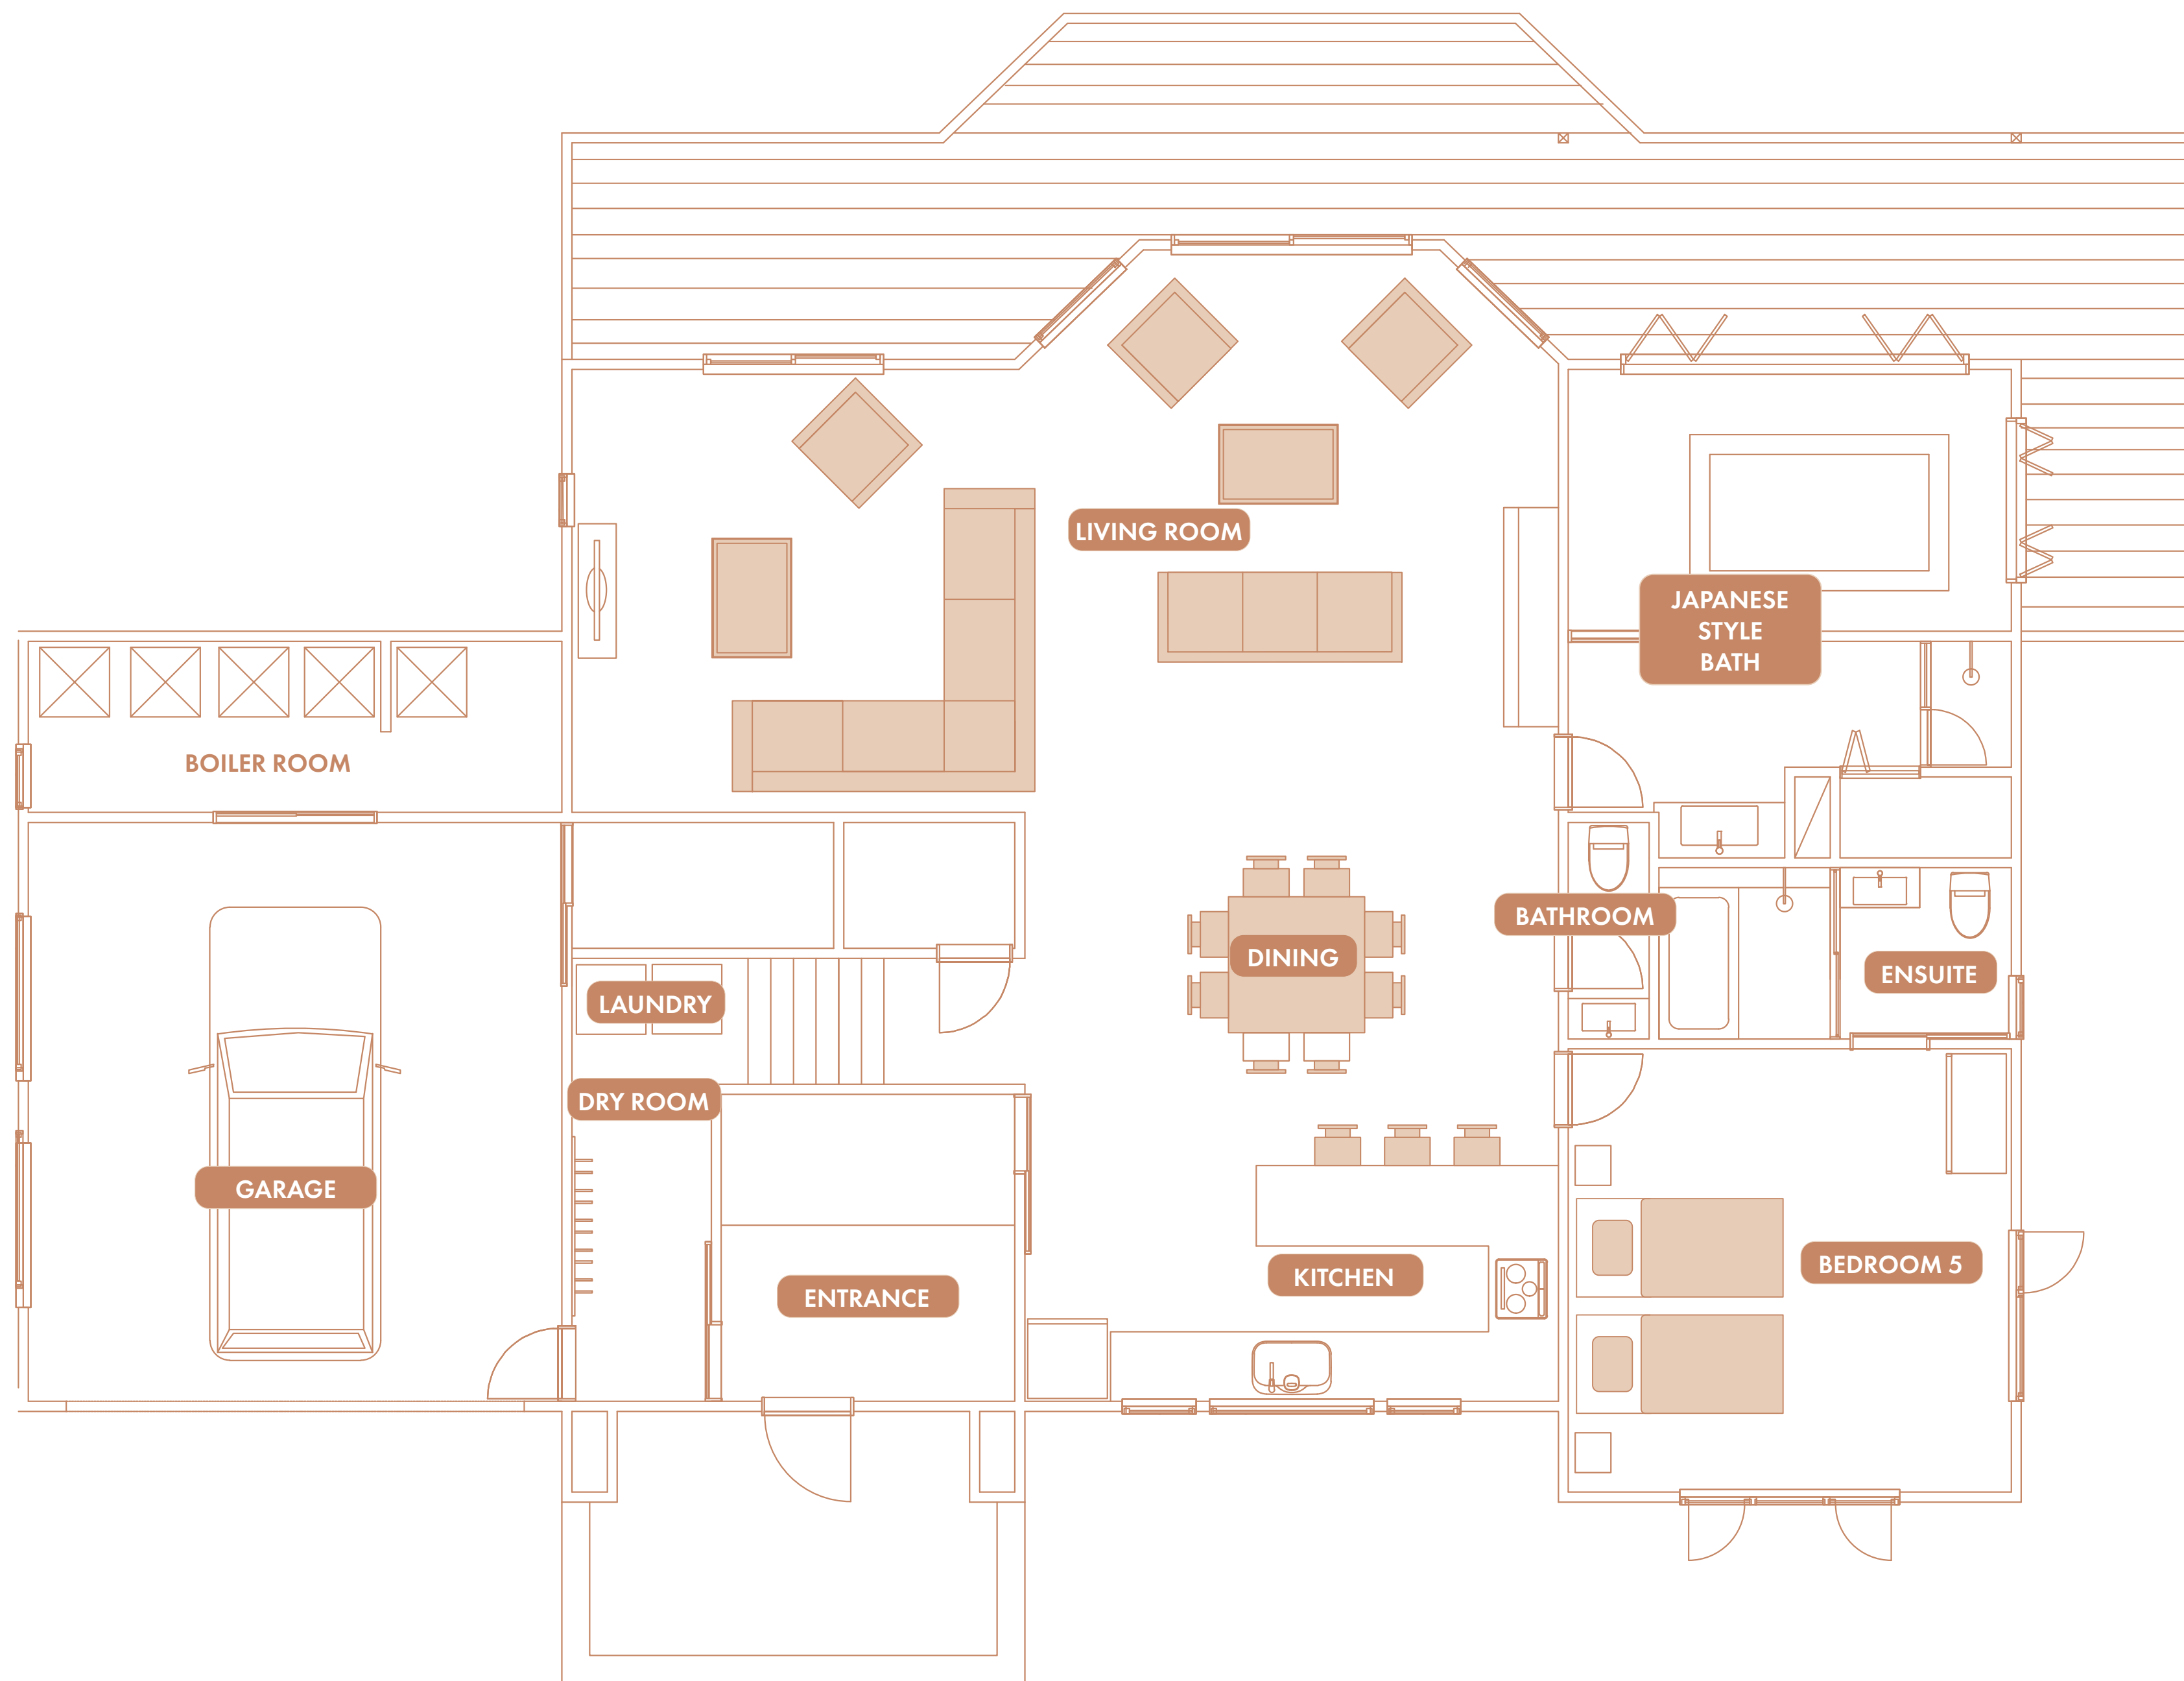 LIVING ROOM
JAPANESE
STYLE
BATH
BOILER ROOM
BATHROOM
DINING
ENSUITE
LAUNDRY
DRY ROOM
GARAGE
BEDROOM 5
KITCHEN
ENTRANCE